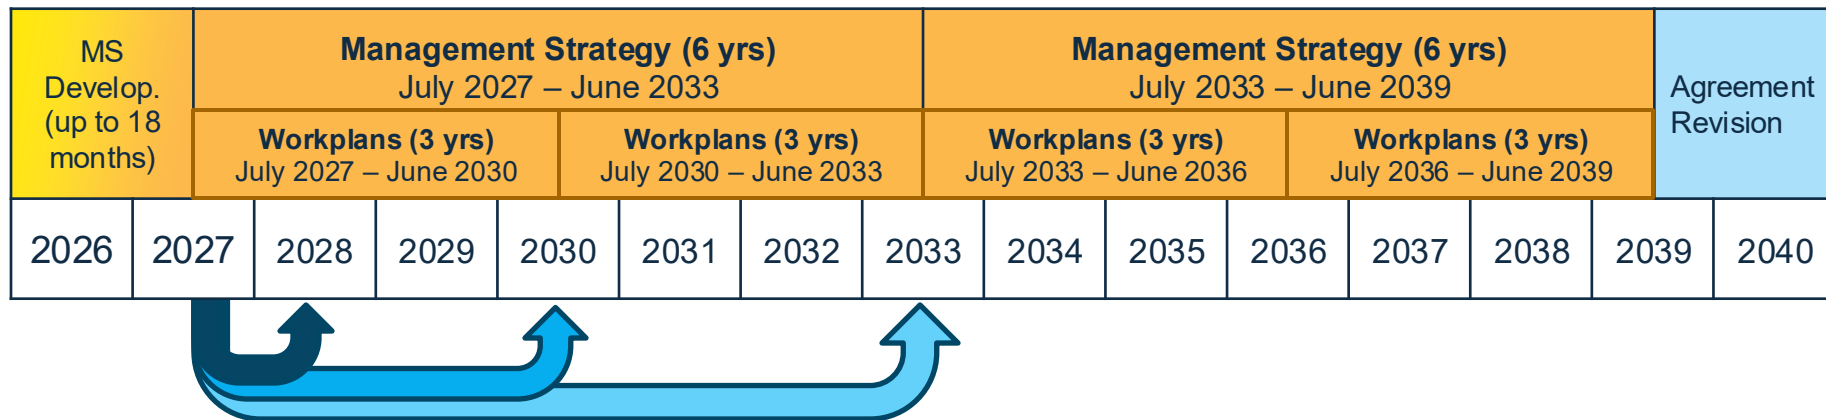 MS
Develop.
(up to 18
months)
Management Strategy (6 yrs)
July 2027 – June 2033
Management Strategy (6 yrs)
July 2033 – June 2039
Agreement
Revision
Workplans (3 yrs)
July 2027 – June 2030
Workplans (3 yrs)
July 2030 – June 2033
Workplans (3 yrs)
July 2033 – June 2036
Workplans (3 yrs)
July 2036 – June 2039
2026 2027 2028 2029 2030 2031 2032 2033 2034 2035 2036 2037 2038 2039 2040